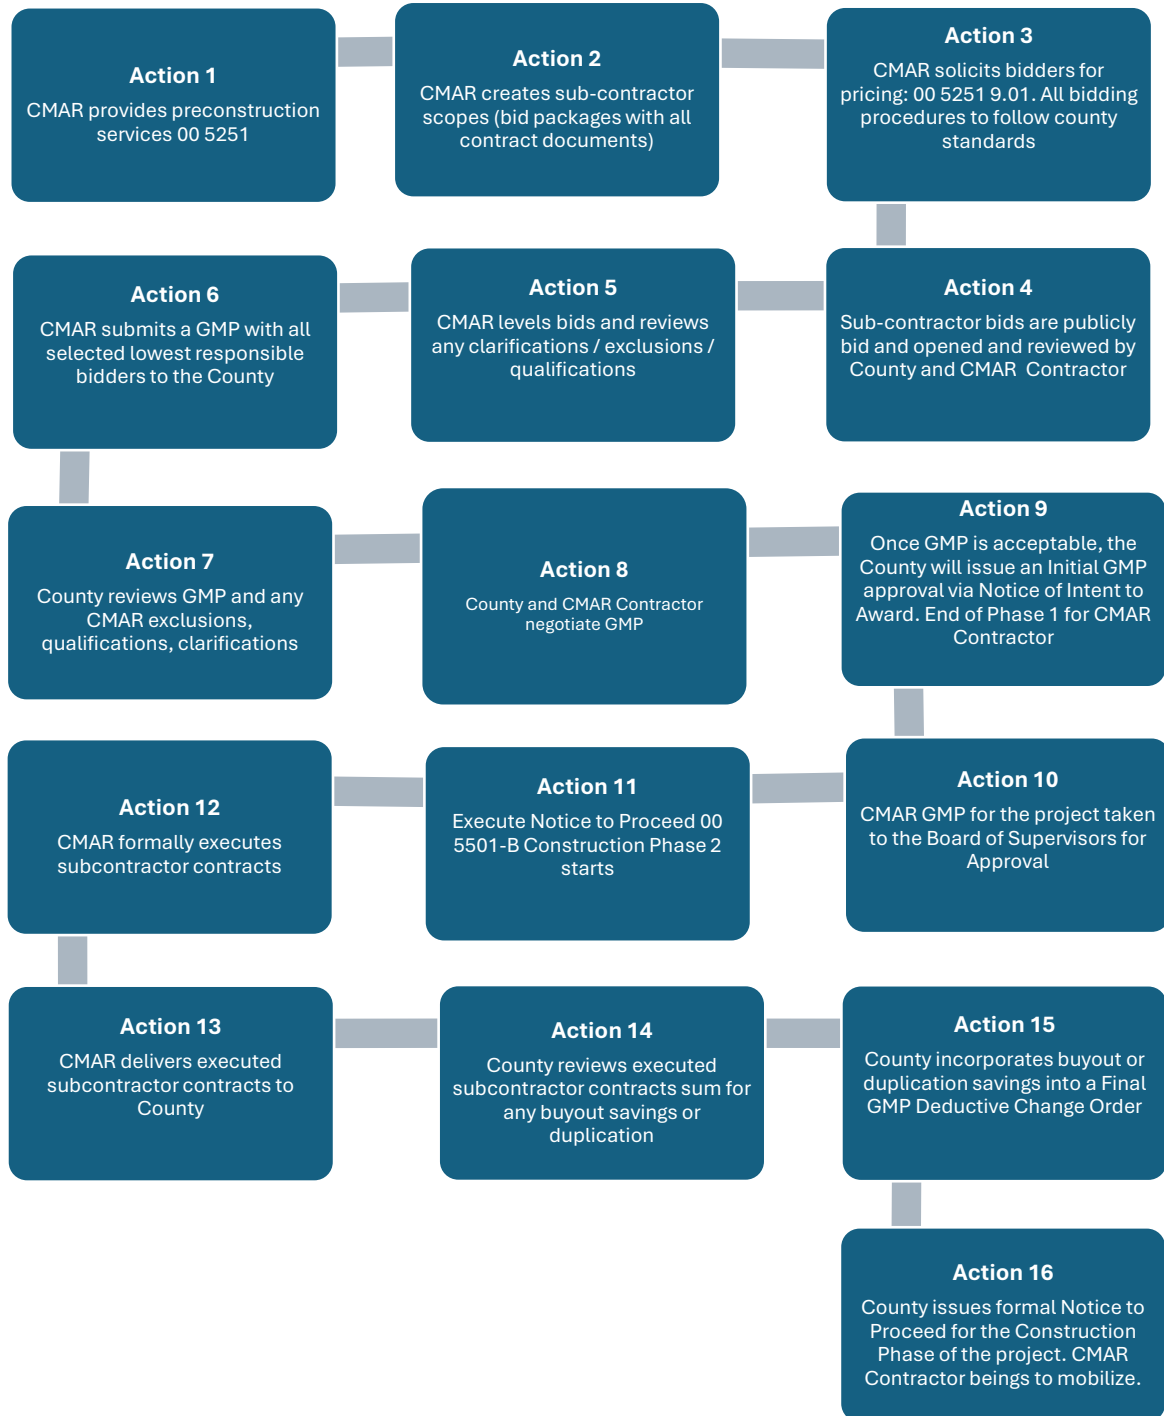 Action 1
CMAR provides preconstruction
services 00 5251
Action 2
CMAR creates sub-contractor
scopes (bid packages with all
contract documents)
Action 3
CMAR solicits bidders for
pricing: 00 5251 9.01. All bidding
procedures to follow county
standards
Action 4
Sub-contractor bids are publicly
bid and opened and reviewed by
County and CMAR Contractor
Action 5
CMAR levels bids and reviews
any clarifications / exclusions /
qualifications
Action 6
CMAR submits a GMP with all
selected lowest responsible
bidders to the County
Action 7
County reviews GMP and any
CMAR exclusions,
qualifications, clarifications
Action 8
County and CMAR Contractor
negotiate GMP
Action 9
Once GMP is acceptable, the
County will issue an Initial GMP
approval via Notice of Intent to
Award. End of Phase 1 for CMAR
Contractor
Action 10
CMAR GMP for the project taken
to the Board of Supervisors for
Approval
Action 11
Execute Notice to Proceed 00
5501-B Construction Phase 2
starts
Action 12
CMAR formally executes
subcontractor contracts
Action 13
CMAR delivers executed
subcontractor contracts to
County
Action 14
County reviews executed
subcontractor contracts sum for
any buyout savings or
duplication
Action 15
County incorporates buyout or
duplication savings into a Final
GMP Deductive Change Order
Action 16
County issues formal Notice to
Proceed for the Construction
Phase of the project. CMAR
Contractor beings to mobilize.